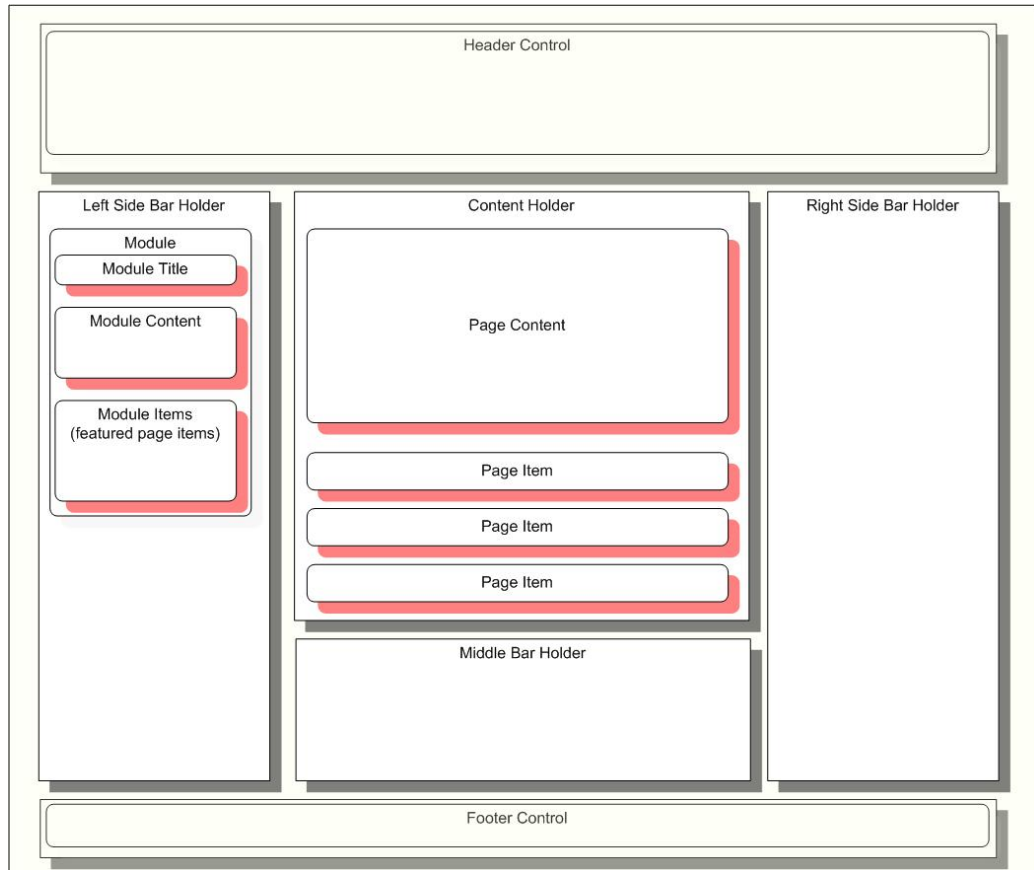 Header Control
Left Side Bar Holder
Module
Module Title
Module Content
Module Items
(featured page items)
Content Holder
Page Content
Page Item
Page Item
Page Item
Middle Bar Holder
Right Side Bar Holder
Footer Control